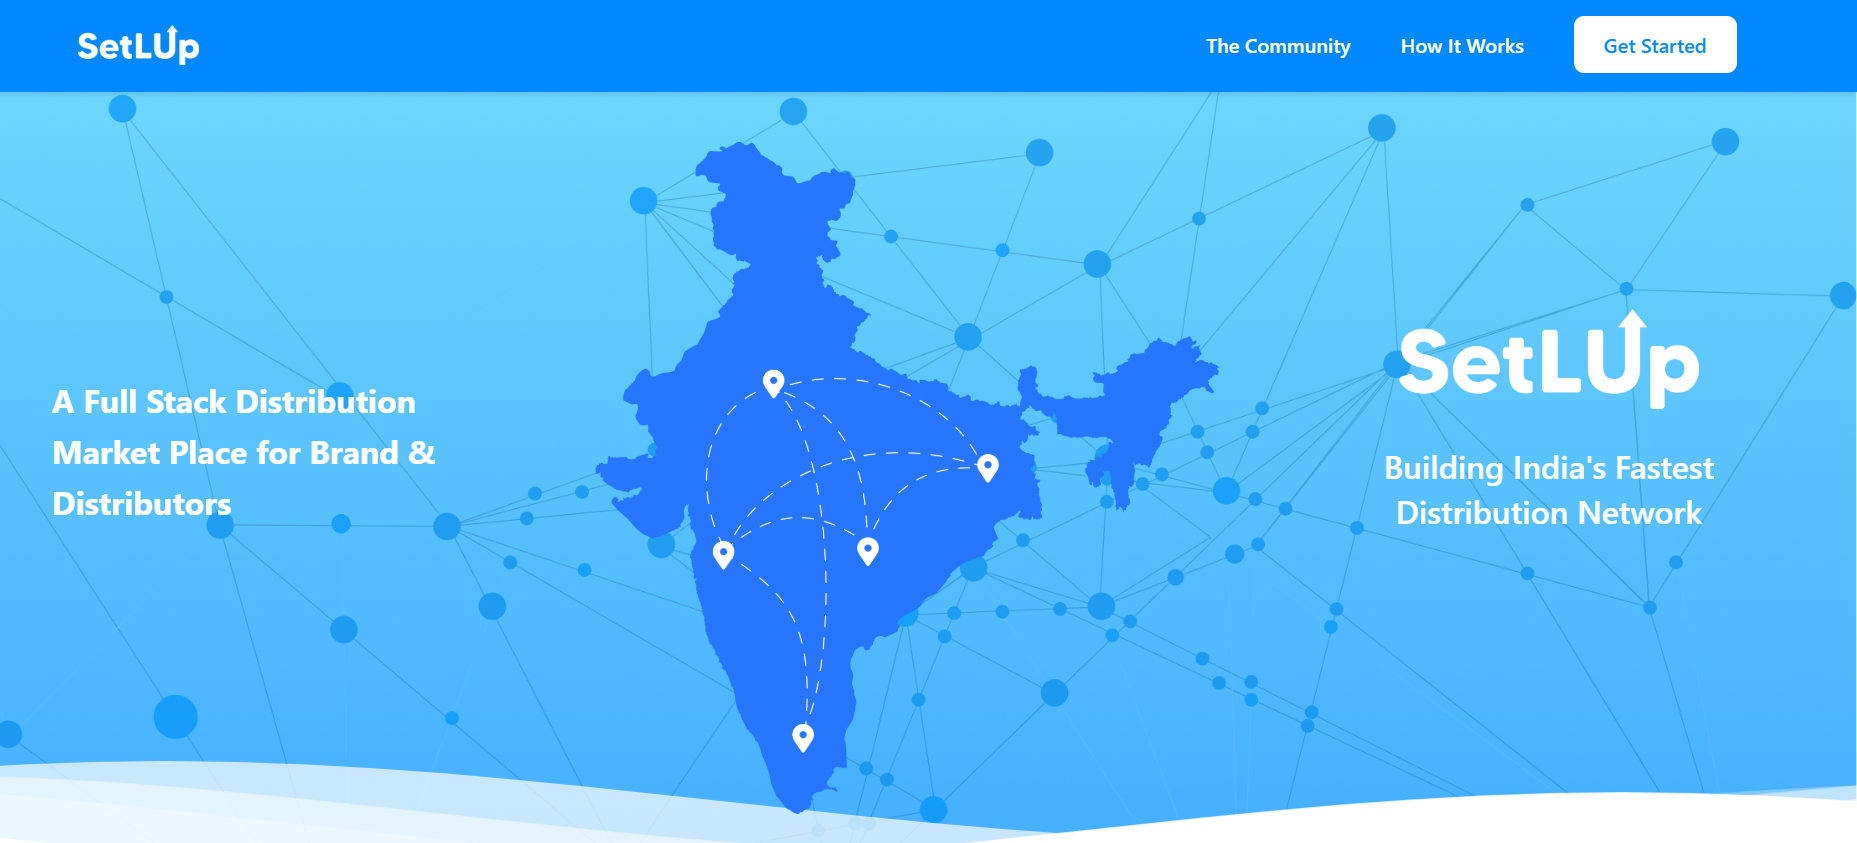 SetLUp
The Community
How It Works
Get Started
A Full Stack Distribution
Market Place for Brand &
Distributors
SetLUp
Building India's Fastest
Distribution Network